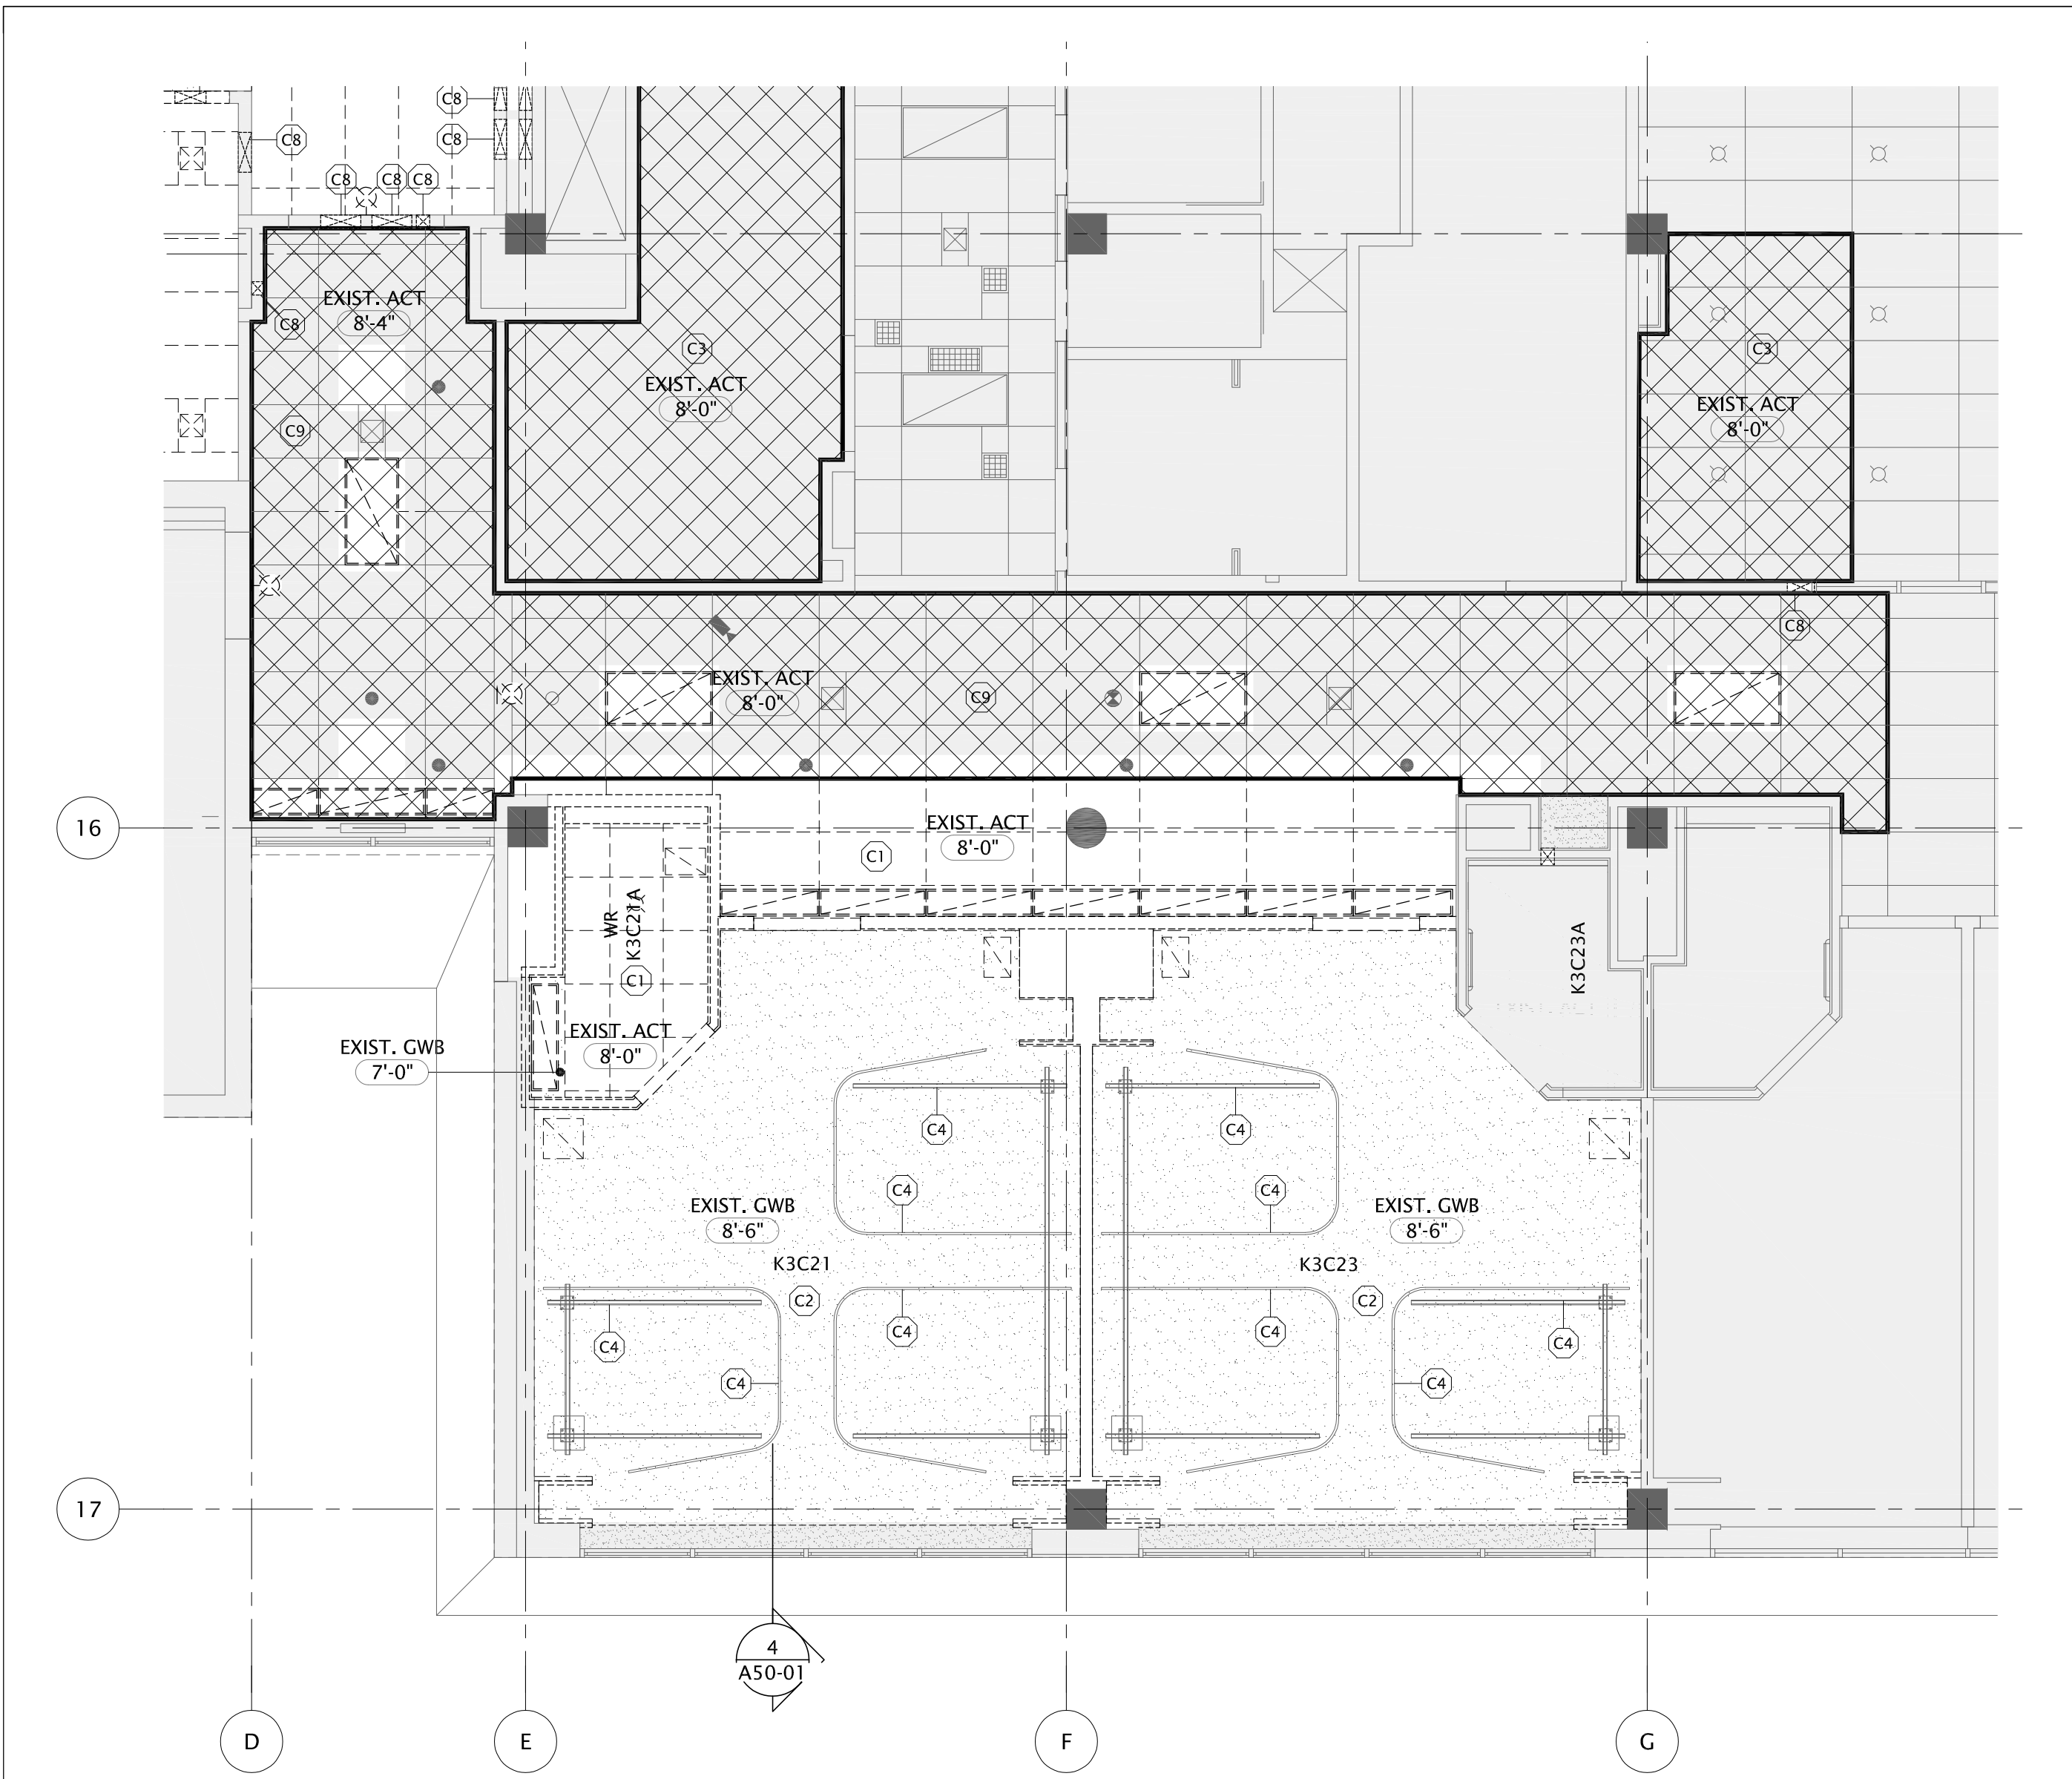 C8
C8
C8
C8
C8
C8
EXIST. ACT
8'-4"
C8
C9
C3
EXIST. ACT
8'-0"
C3
EXIST. ACT
8'-0"
C8
EXIST. ACT
8'-0"
C9
16
EXIST. ACT
8'-0"
C1
WR
K3C21A
C1
K3C23A
EXIST. ACT
8'-0"
EXIST. GWB
7'-0"
C4
C4
C4
C4
EXIST. GWB
8'-6"
EXIST. GWB
8'-6"
K3C21
K3C23
C2
C2
C4
C4
C4
C4
C4
C4
17
4
A50-01
D
E
F
G